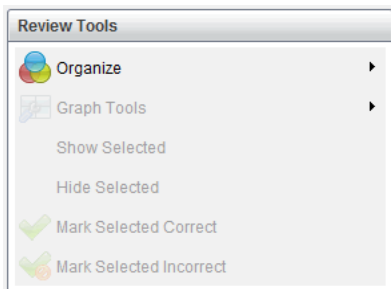 Review Tools
Organize
Graph Tools
Show Selected
Hide Selected
Mark Selected Correct
Mark Selected Incorrect